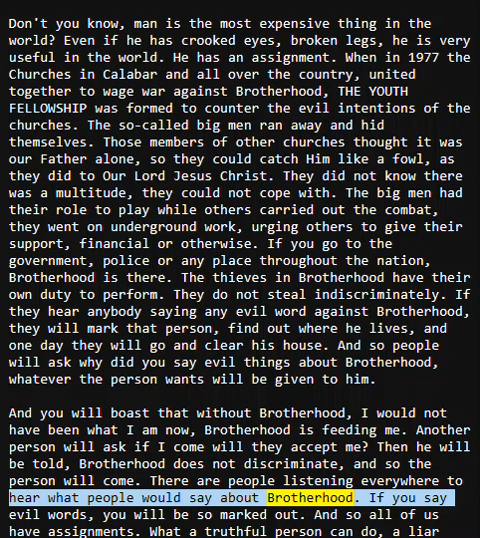 Don't you know, man is the most expensive thing in the
world? Even if he has crooked eyes, broken legs, he is very
useful in the world. He has an assignment. When in 1977 the
Churches in Calabar and all over the country, united
together to wage war against Brotherhood, THE YOUTH
FELLOWSHIP was formed to counter the evil intentions of the
churches. The so-called big men ran away and hid
themselves. Those members of other churches thought it was
our Father alone, so they could catch Him like a fowl, as
they did to Our Lord Jesus Christ. They did not know there
was a multitude, they could not cope with. The big men had
their role to play while others carried out the combat,
they went on underground work, urging others to give their
support, financial or otherwise. If you go to the
government, police or any place throughout the nation,
Brotherhood is there. The thieves in Brotherhood have their
own duty to perform. They do not steal indiscriminately. If
they hear anybody saying any evil word against Brotherhood,
they will mark that person, find out where he lives, and
one day they will go and clear his house. And so people
will ask why did you say evil things about Brotherhood,
whatever the person wants will be given to him.

And you will boast that without Brotherhood, I would not
have been what I am now, Brotherhood is feeding me. Another
person will ask if I come will they accept me? Then he will
be told, Brotherhood does not discriminate, and so the
person will come. There are people listening everywhere to
hear what people would say about Brotherhood. If you say
evil words, you will be so marked out. And so all of us
have assignments. What a truthful person can do, a liar